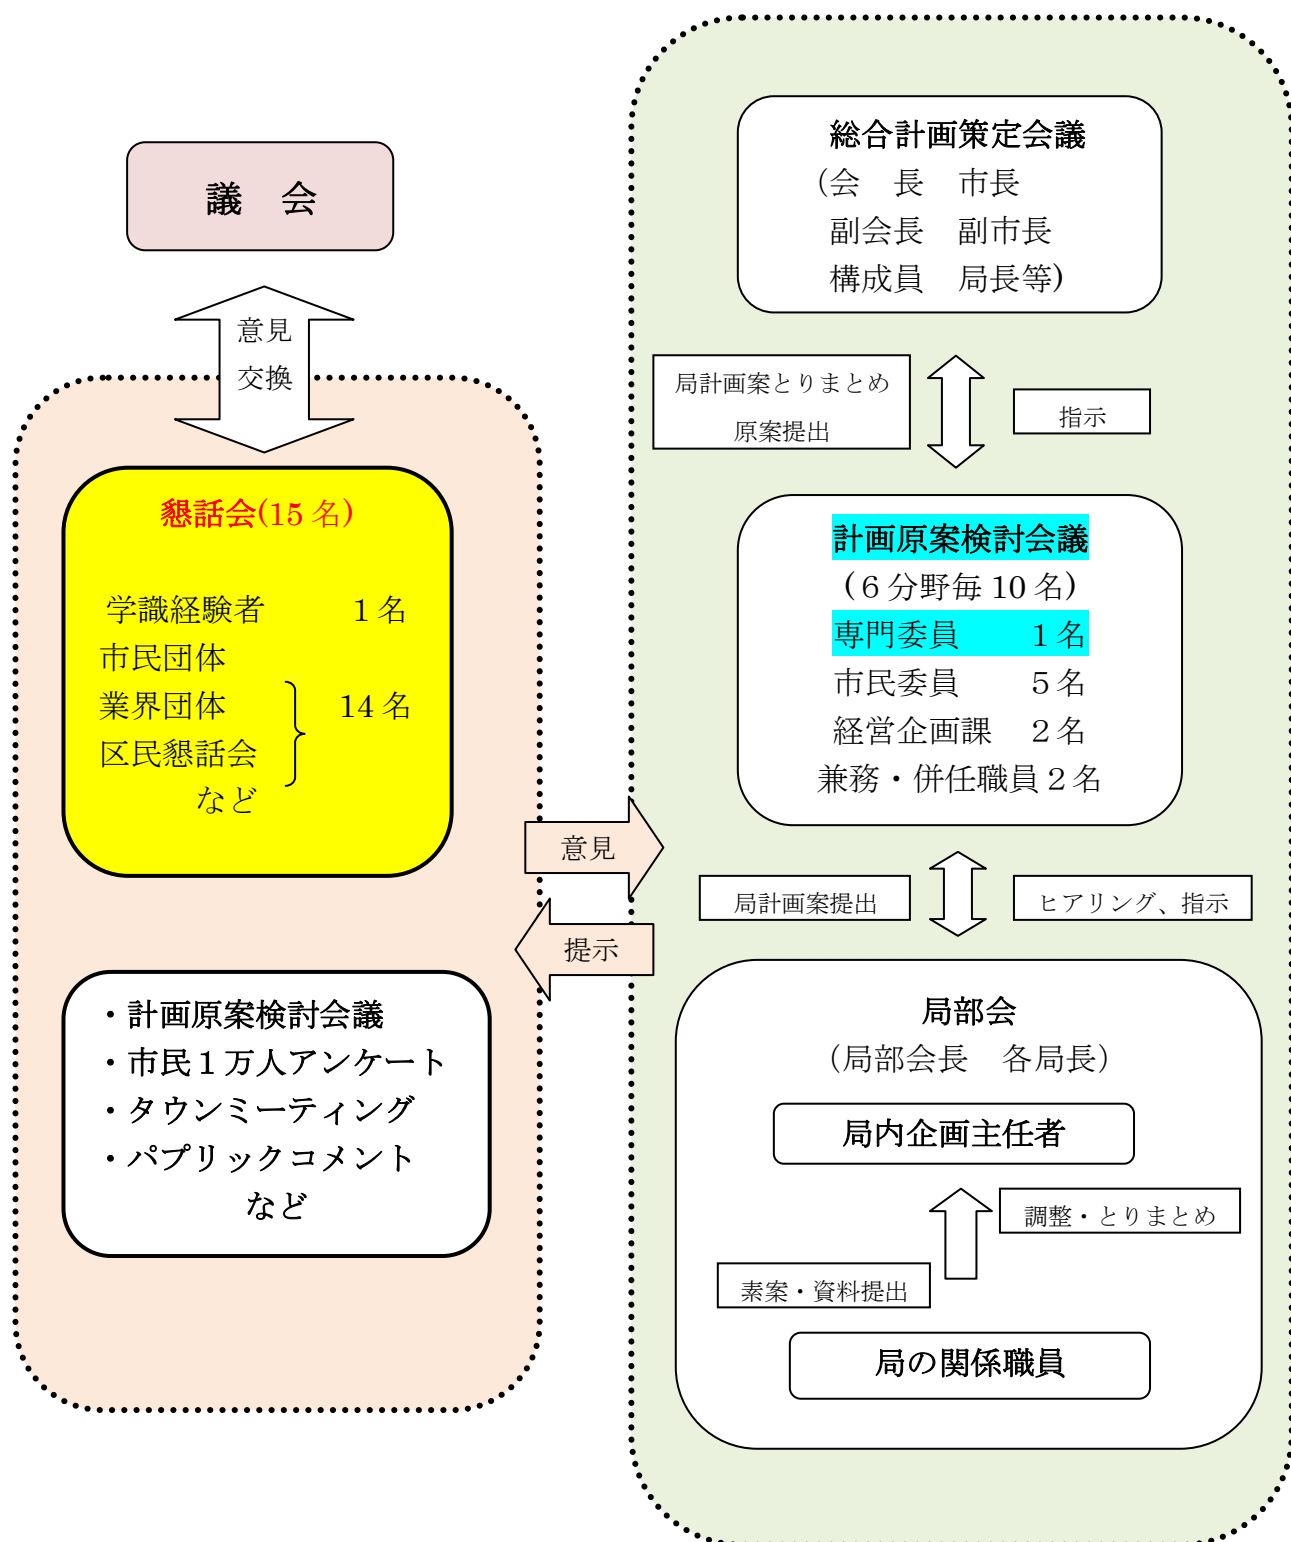 議　会
意見
交換
懇話会(15名)
学識経験者　　１名
市民団体
業界団体　　14名
区民懇話会
など
・計画原案検討会議
・市民１万人アンケート
・タウンミーティング
・パブリックコメント
など
意見
提示
総合計画策定会議
(会　長　市長
副会長　副市長
構成員　局長等)
局計画案とりまとめ
原案提出
指示
計画原案検討会議
(６分野毎10名)
専門委員　　１名
市民委員　　５名
経営企画課　２名
兼務・併任職員２名
局計画案提出
ヒアリング、指示
局部会
（局部会長　各局長）
局内企画主任者
調整・とりまとめ
素案・資料提出
局の関係職員